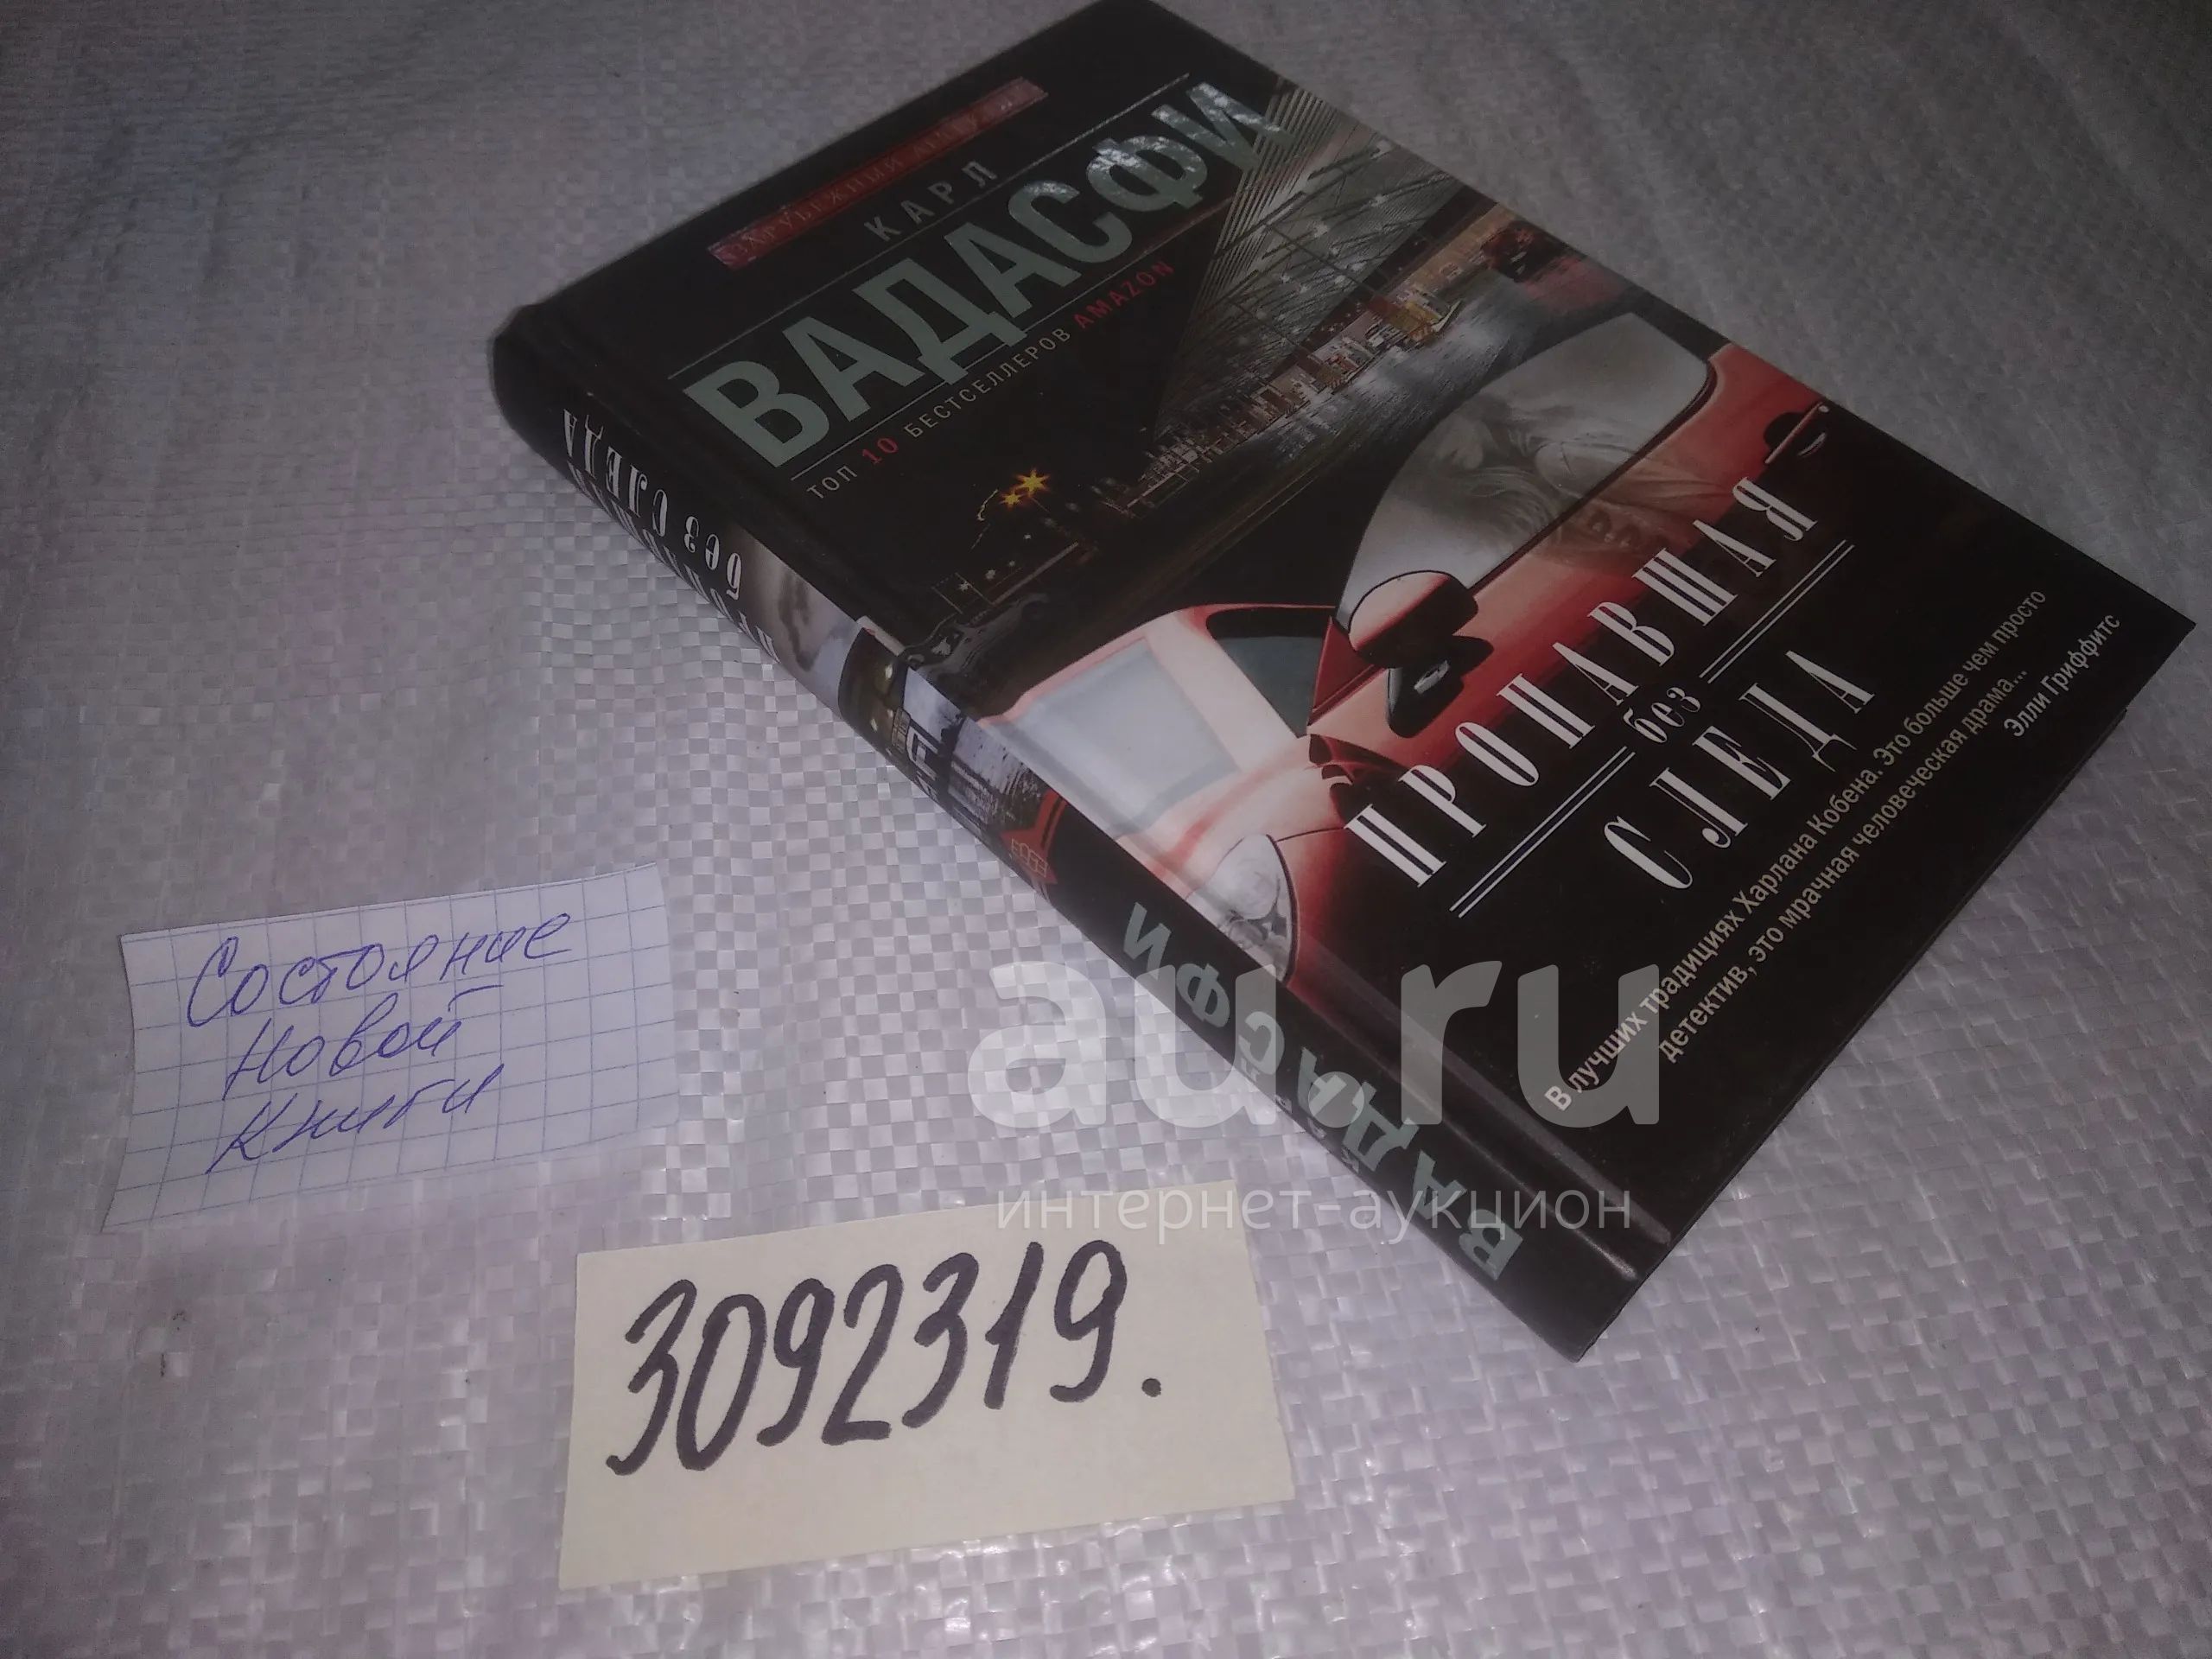 КАРЛ
ВАДАСФИ
ТОП 10 БЕСТСЕЛЛЕРОВ AMAZON
ПРОПАВШАЯ
без
СЛЕДА
В лучших традициях Харлана Кобена. Это больше чем просто
детектив, это мрачная человеческая драма...
Элли Гриффитс
без СЛЕДА
ВАДАСФИ
Состояние
новой
книги
3092319.
au.ru
интернет-аукцион